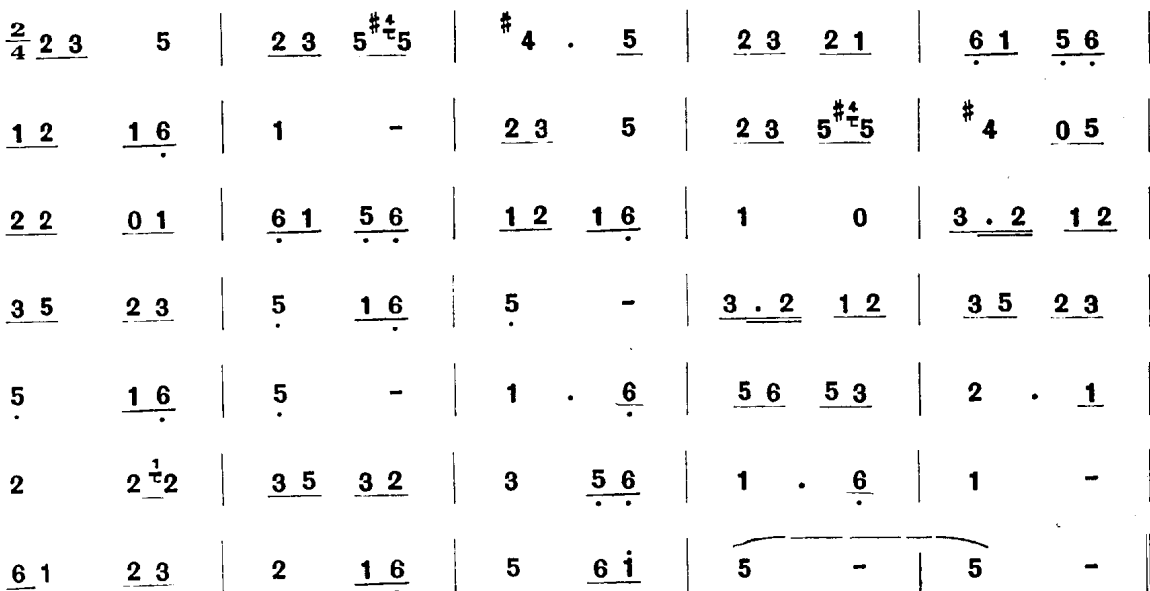 2/4 2 3 5 | 2 3 5 #4 5 | #4 . 5 | 2 3 2 1 | 6̣ 1 5̣ 6̣ |
1 2 1 6̣ | 1 - | 2 3 5 | 2 3 5 #4 5 | #4 0 5 |
2 2 0 1 | 6̣ 1 5̣ 6̣ | 1 2 1 6̣ | 1 0 | 3 . 2 1 2 |
3 5 2 3 | 5̣ 1 6̣ | 5̣ - | 3 . 2 1 2 | 3 5 2 3 |
5̣ 1 6̣ | 5̣ - | 1 . 6̣ | 5 6 5 3 | 2 . 1 |
2 2 1 2 | 3 5 3 2 | 3 5̣ 6̣ | 1 . 6̣ | 1 - |
6 1 2 3 | 2 1 6̣ | 5 6 1̇ | 5 - | 5 - ‖